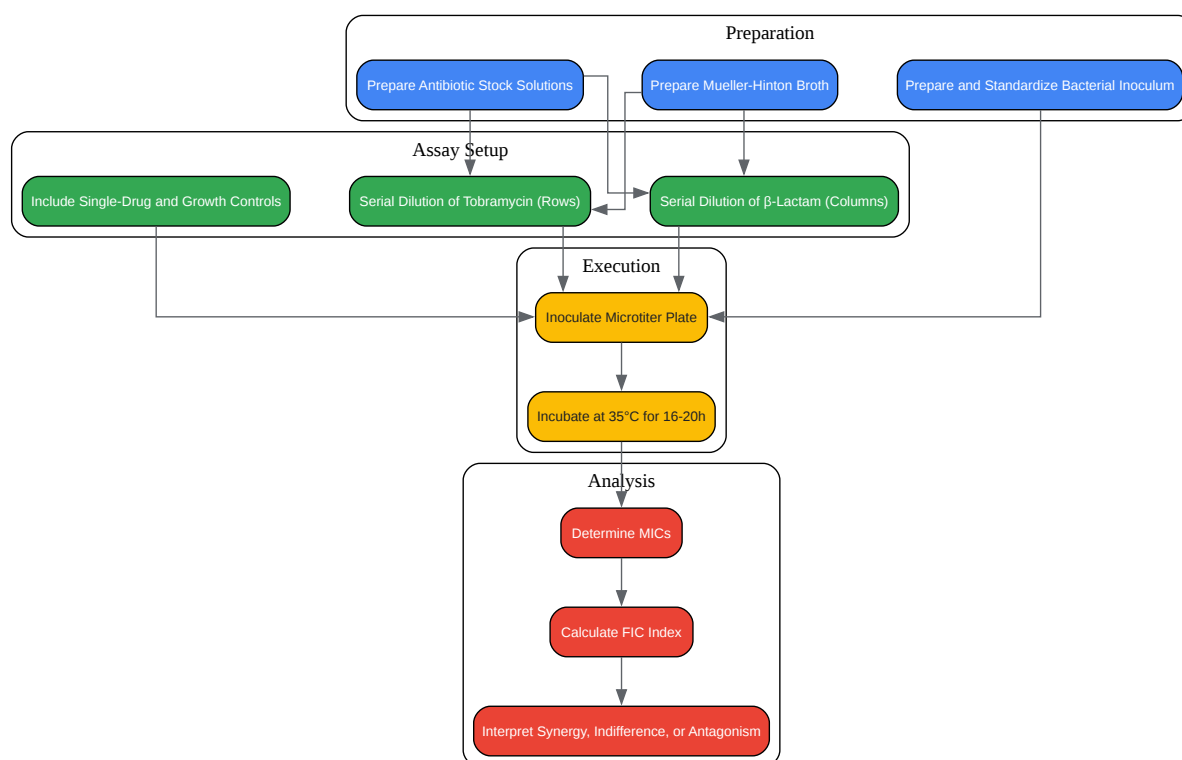 Preparation
Prepare Antibiotic Stock Solutions
Prepare Mueller-Hinton Broth
Prepare and Standardize Bacterial Inoculum
Assay Setup
Include Single-Drug and Growth Controls
Serial Dilution of Tobramycin (Rows)
Serial Dilution of β-Lactam (Columns)
Execution
Inoculate Microtiter Plate
Incubate at 35°C for 16-20h
Analysis
Determine MICs
Calculate FIC Index
Interpret Synergy, Indifference, or Antagonism